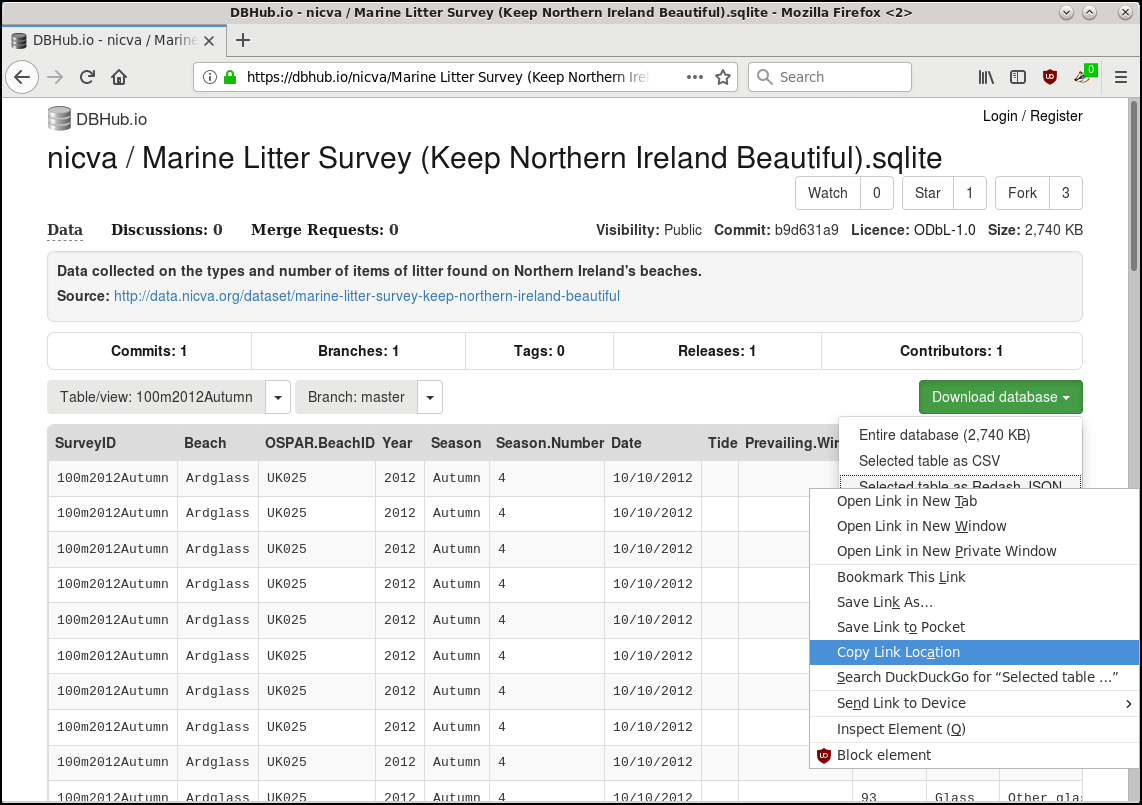 DBHub.io - nicva / Marine Litter Survey (Keep Northern Ireland Beautiful).sqlite - Mozilla Firefox <2>
DBHub.io - nicva / Marine
https://dbhub.io/nicva/Marine Litter Survey (Keep Northern Irel
Search
0
DBHub.io
Login / Register
nicva / Marine Litter Survey (Keep Northern Ireland Beautiful).sqlite
Watch 0 Star 1 Fork 3
Data Discussions: 0 Merge Requests: 0 Visibility: Public Commit: b9d631a9 Licence: ODbL-1.0 Size: 2,740 KB
Data collected on the types and number of items of litter found on Northern Ireland's beaches.
Source: http://data.nicva.org/dataset/marine-litter-survey-keep-northern-ireland-beautiful
Commits: 1 Branches: 1 Tags: 0 Releases: 1 Contributors: 1
Table/view: 100m2012Autumn Branch: master Download database
Entire database (2,740 KB)
Selected table as CSV
Selected table as Redash JSON
Open Link in New Tab
Open Link in New Window
Open Link in New Private Window
Bookmark This Link
Save Link As...
Save Link to Pocket
Copy Link Location
Search DuckDuckGo for “Selected table ...”
Send Link to Device
Inspect Element (Q)
Block element
SurveyID Beach OSPAR.BeachID Year Season Season.Number Date Tide Prevailing.Win
100m2012Autumn Ardglass UK025 2012 Autumn 4 10/10/2012
100m2012Autumn Ardglass UK025 2012 Autumn 4 10/10/2012
100m2012Autumn Ardglass UK025 2012 Autumn 4 10/10/2012
100m2012Autumn Ardglass UK025 2012 Autumn 4 10/10/2012
100m2012Autumn Ardglass UK025 2012 Autumn 4 10/10/2012
100m2012Autumn Ardglass UK025 2012 Autumn 4 10/10/2012
100m2012Autumn Ardglass UK025 2012 Autumn 4 10/10/2012
100m2012Autumn Ardglass UK025 2012 Autumn 4 10/10/2012
100m2012Autumn Ardglass UK025 2012 Autumn 4 10/10/2012
100m2012Autumn Ardglass UK025 2012 Autumn 4 10/10/2012 93 Glass Other glas